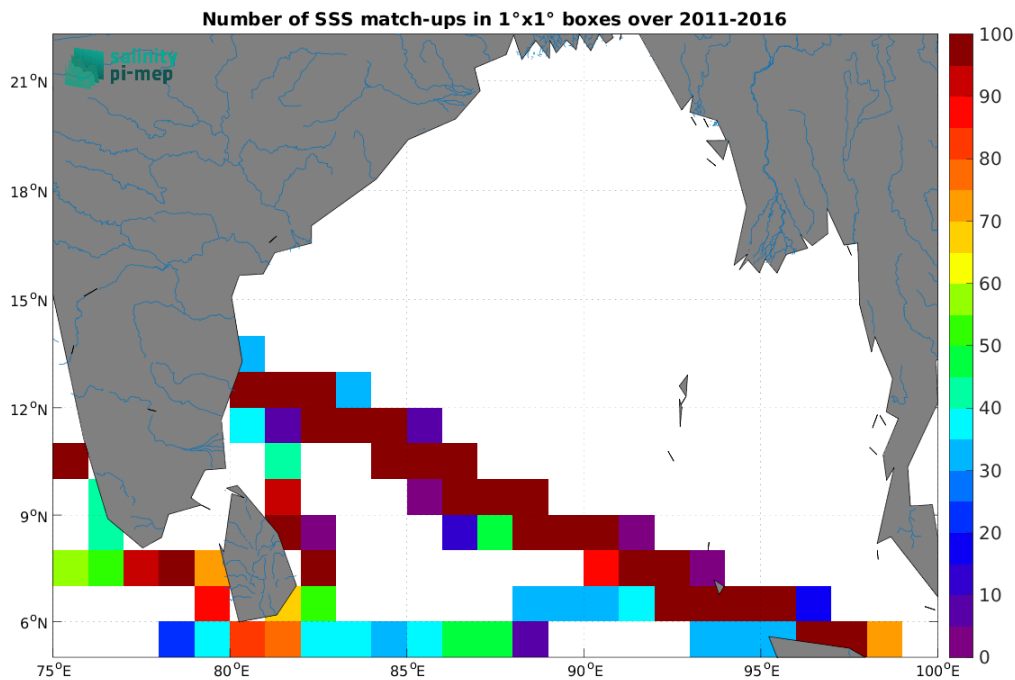 Number of SSS match-ups in 1°x1° boxes over 2011-2016
salinity
pi-mep
21°N
18°N
15°N
12°N
9°N
6°N
75°E 80°E 85°E 90°E 95°E 100°E
100
90
80
70
60
50
40
30
20
10
0